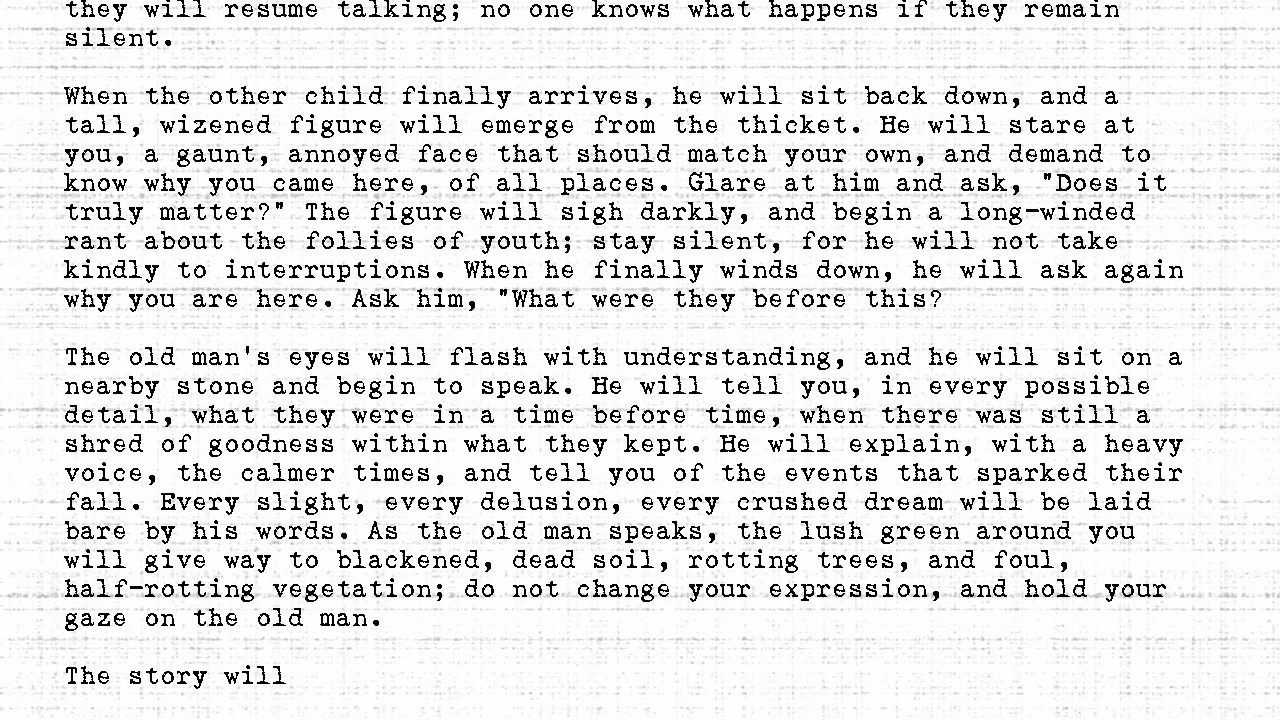 they will resume talking; no one knows what happens if they remain
silent.
When the other child finally arrives, he will sit back down, and a
tall, wizened figure will emerge from the thicket. He will stare at
you, a gaunt, annoyed face that should match your own, and demand to
know why you came here, of all places. Glare at him and ask, "Does it
truly matter?" The figure will sigh darkly, and begin a long-winded
rant about the follies of youth; stay silent, for he will not take
kindly to interruptions. When he finally winds down, he will ask again
why you are here. Ask him, "What were they before this?
The old man's eyes will flash with understanding, and he will sit on a
nearby stone and begin to speak. He will tell you, in every possible
detail, what they were in a time before time, when there was still a
shred of goodness within what they kept. He will explain, with a heavy
voice, the calmer times, and tell you of the events that sparked their
fall. Every slight, every delusion, every crushed dream will be laid
bare by his words. As the old man speaks, the lush green around you
will give way to blackened, dead soil, rotting trees, and foul,
half-rotting vegetation; do not change your expression, and hold your
gaze on the old man.
The story will